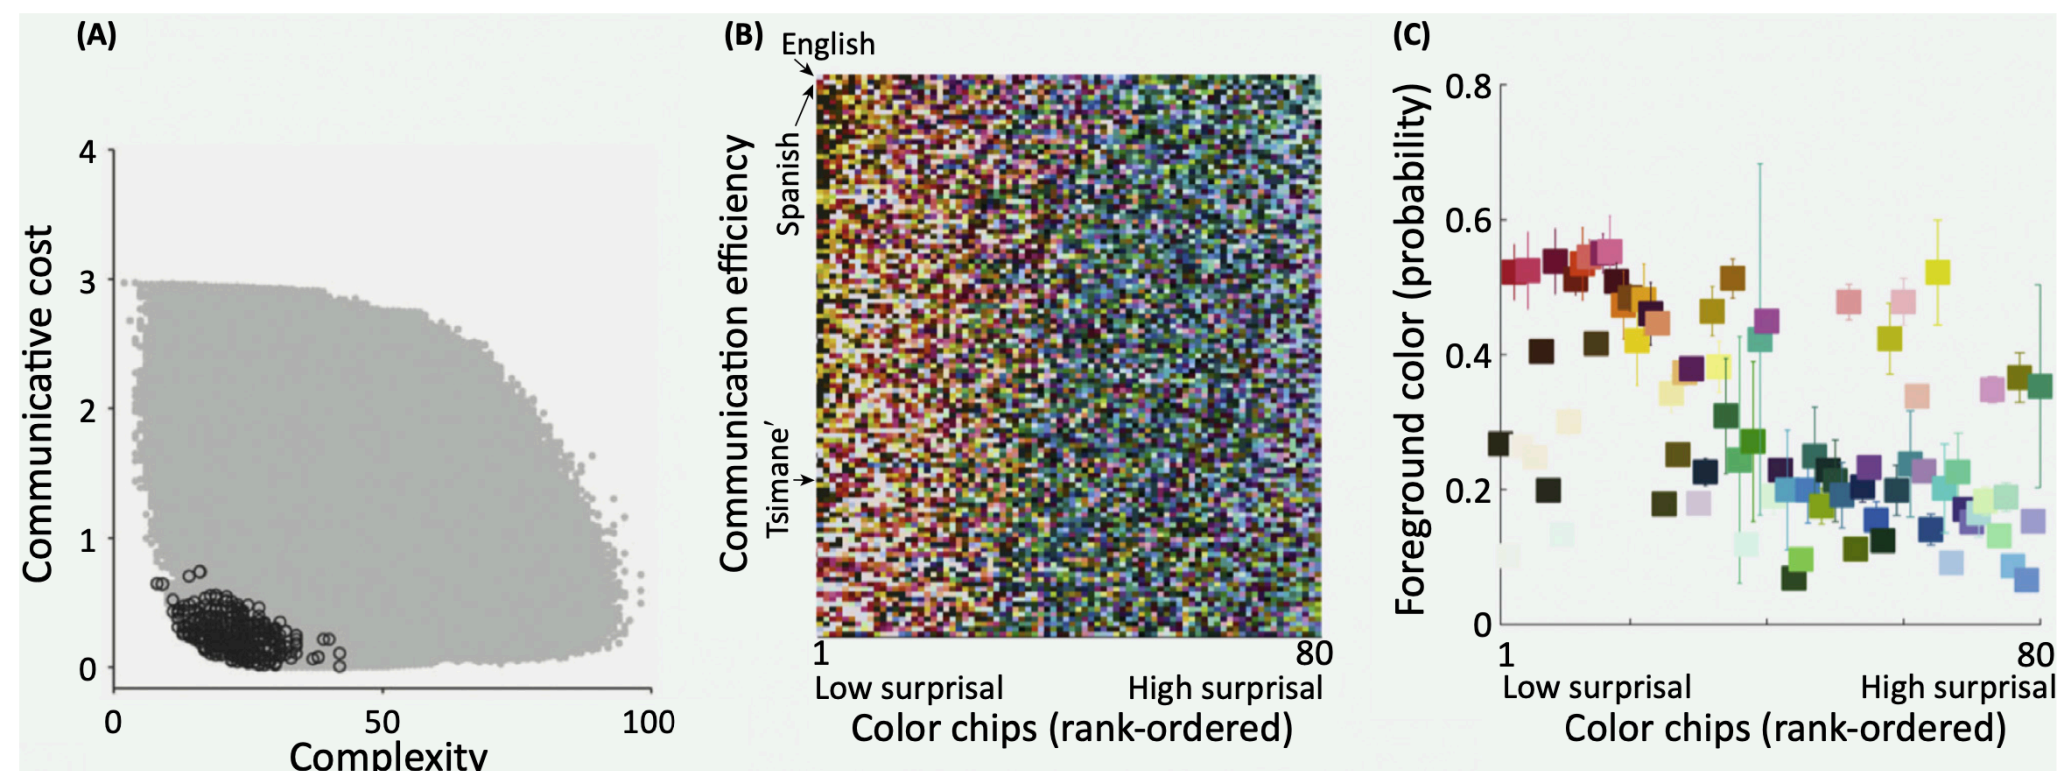 (A)
Communicative cost
4
3
2
1
0
0 50 100
Complexity
(B)
English
Spanish
Tsimane′
Communication efficiency
1 80
Low surprisal High surprisal
Color chips (rank-ordered)
(C)
Foreground color (probability)
0.8
0.6
0.4
0.2
0
1 80
Low surprisal High surprisal
Color chips (rank-ordered)